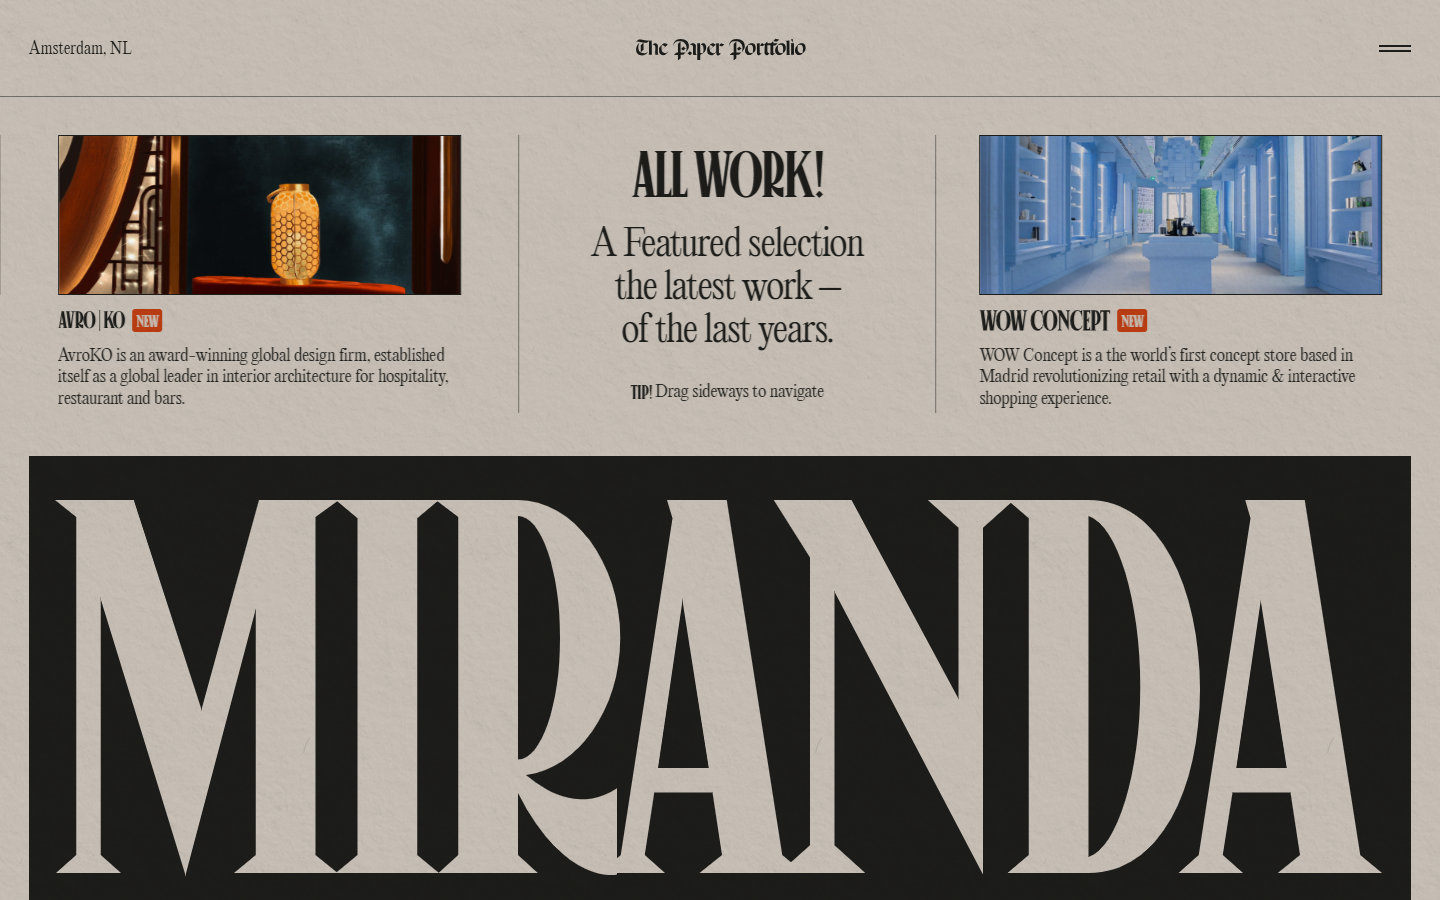 Amsterdam, NL
The Paper Portfolio
AVRO|KO NEW
AvroKO is an award-winning global design firm, established
itself as a global leader in interior architecture for hospitality,
restaurant and bars.
ALL WORK!
A Featured selection
the latest work —
of the last years.
TIP! Drag sideways to navigate
WOW CONCEPT NEW
WOW Concept is a the world's first concept store based in
Madrid revolutionizing retail with a dynamic & interactive
shopping experience.
MIRANDA